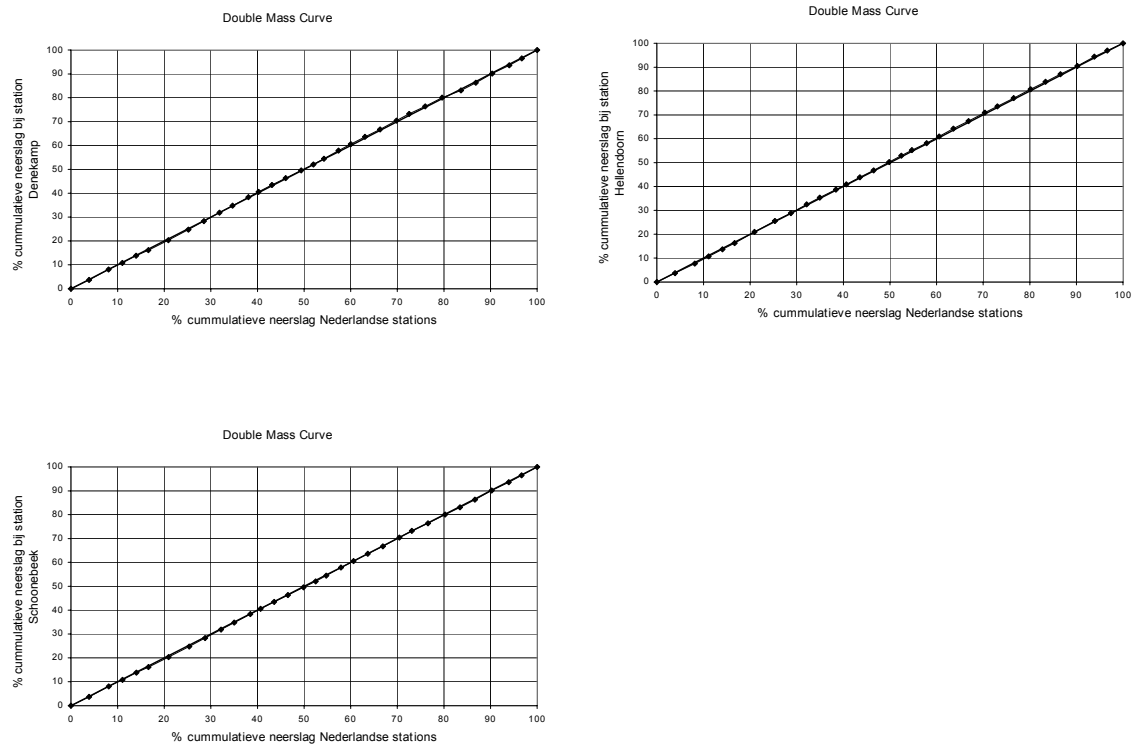 Double Mass Curve
% cummulatieve neerslag bij station
Denekamp
100
90
80
70
60
50
40
30
20
10
0
0 10 20 30 40 50 60 70 80 90 100
% cummulatieve neerslag Nederlandse stations
Double Mass Curve
% cummulatieve neerslag bij station
Hellendoorn
100
90
80
70
60
50
40
30
20
10
0
0 10 20 30 40 50 60 70 80 90 100
% cummulatieve neerslag Nederlandse stations
Double Mass Curve
% cummulatieve neerslag bij station
Schoonebeek
100
90
80
70
60
50
40
30
20
10
0
0 10 20 30 40 50 60 70 80 90 100
% cummulatieve neerslag Nederlandse stations